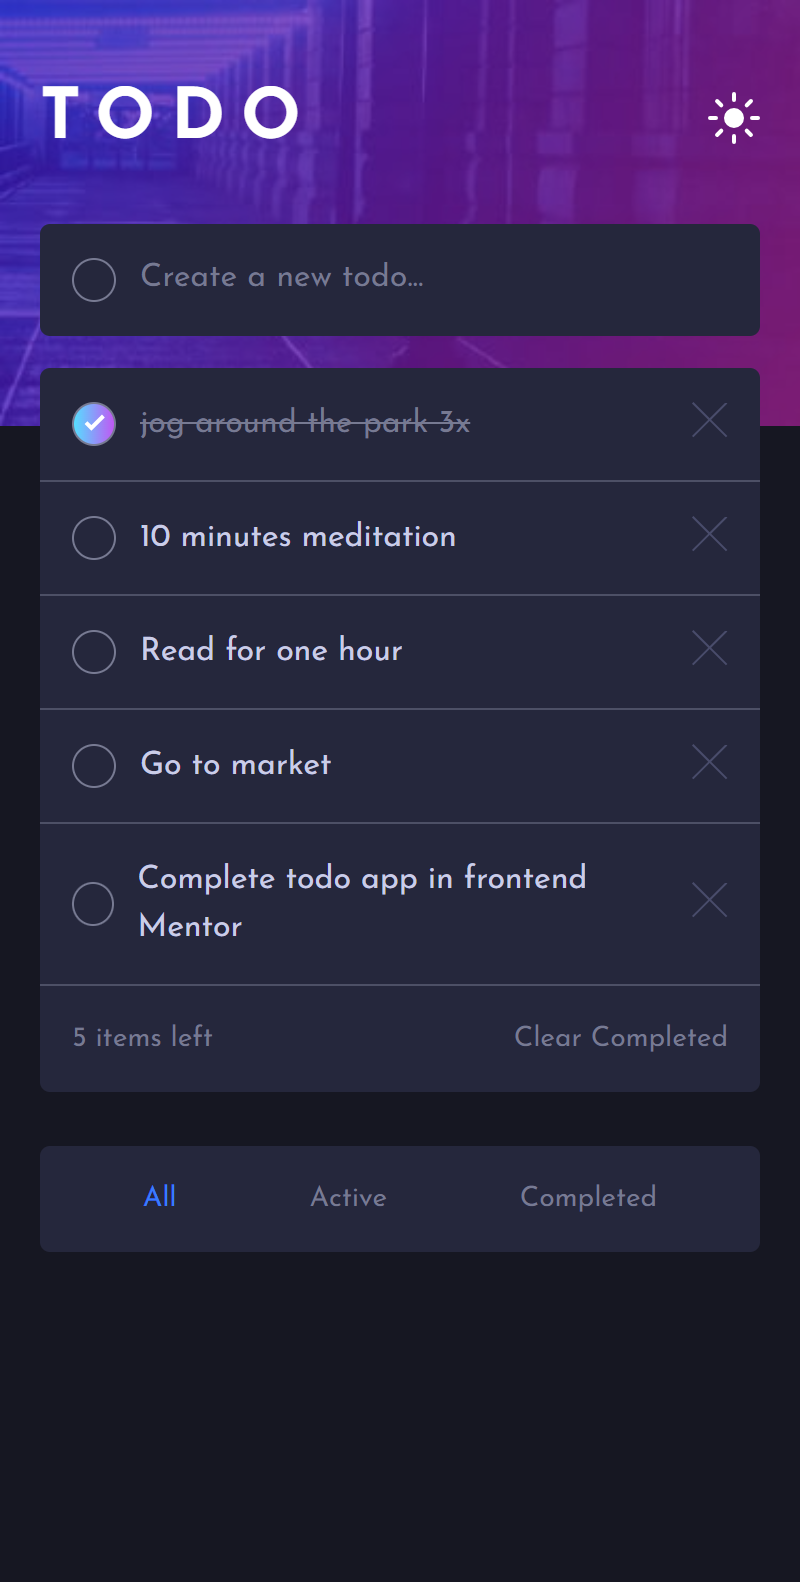 TODO
Create a new todo...
jog around the park 3x
10 minutes meditation
Read for one hour
Go to market
Complete todo app in frontend
Mentor
5 items left Clear Completed
All Active Completed